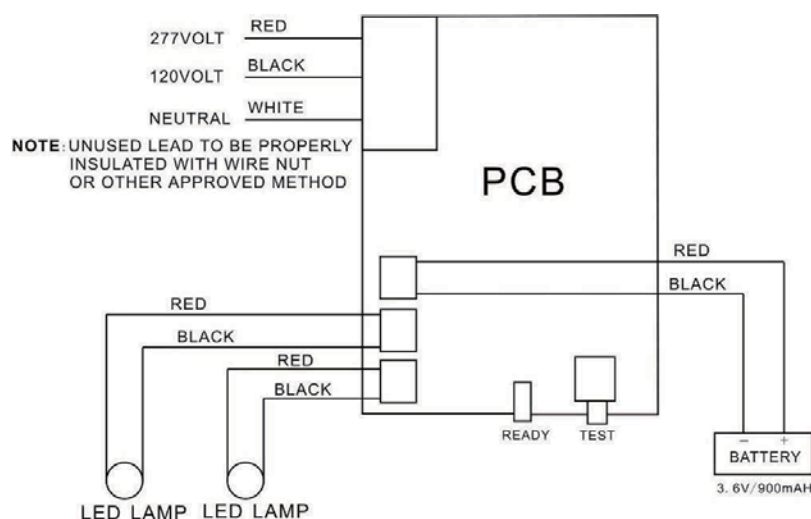 277VOLT RED
120VOLT BLACK
NEUTRAL WHITE
NOTE: UNUSED LEAD TO BE PROPERLY
INSULATED WITH WIRE NUT
OR OTHER APPROVED METHOD
PCB
RED
BLACK
RED
BLACK
RED
BLACK
READY
TEST
- +
BATTERY
3. 6V/900mAH
LED LAMP
LED LAMP